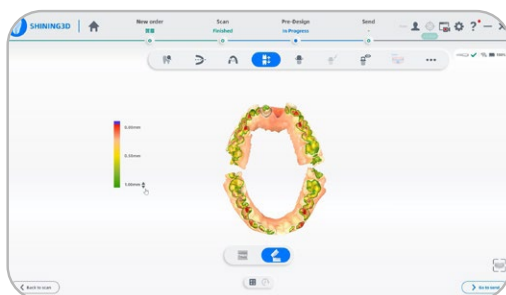 SHINING3D
New order
Scan
Finished
Pre-Design
In-Progress
Send
-
0.00mm
0.50mm
1.00mm
Back to scan
Go to send